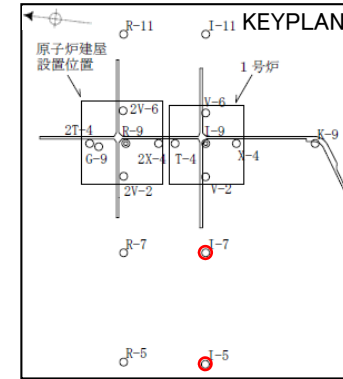 R-11
I-11
KEYPLAN
原子炉建屋
設置位置
1号炉
2V-6
V-6
2T-4
R-9
I-9
K-9
G-9
2X-4
T-4
X-4
2V-2
V-2
R-7
I-7
R-5
I-5